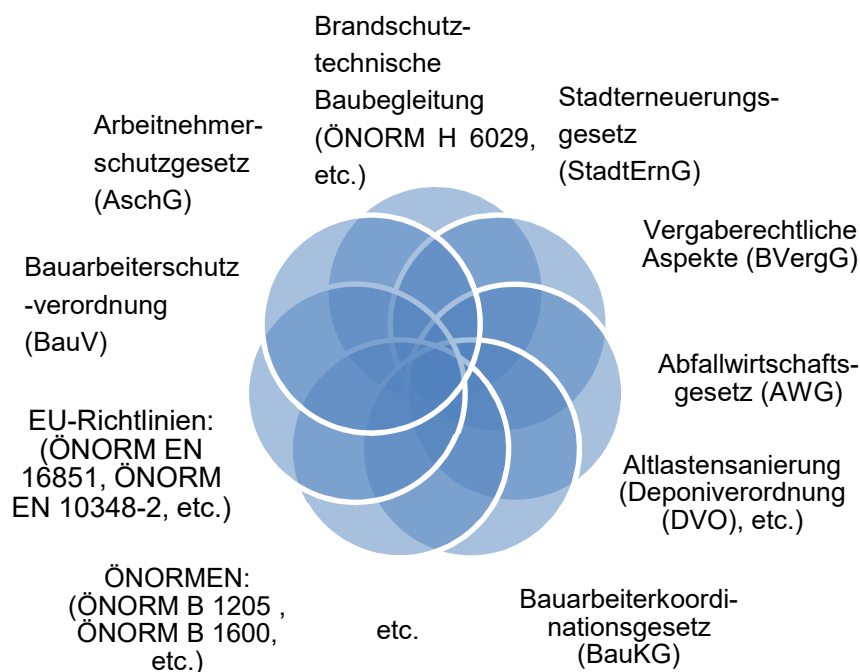 Brandschutz-
technische
Baubegleitung
(ÖNORM H 6029,
etc.)
Stadterneuerungs-
gesetz
(StadtErnG)
Vergaberechtliche
Aspekte (BVergG)
Abfallwirtschafts-
gesetz (AWG)
Altlastensanierung
(Deponiverordnung
(DVO), etc.)
Bauarbeiterkoordi-
nationsgesetz
(BauKG)
etc.
ÖNORMEN:
(ÖNORM B 1205 ,
ÖNORM B 1600,
etc.)
EU-Richtlinien:
(ÖNORM EN
16851, ÖNORM
EN 10348-2, etc.)
Bauarbeiterschutz
-verordnung
(BauV)
Arbeitnehmer-
schutzgesetz
(AschG)